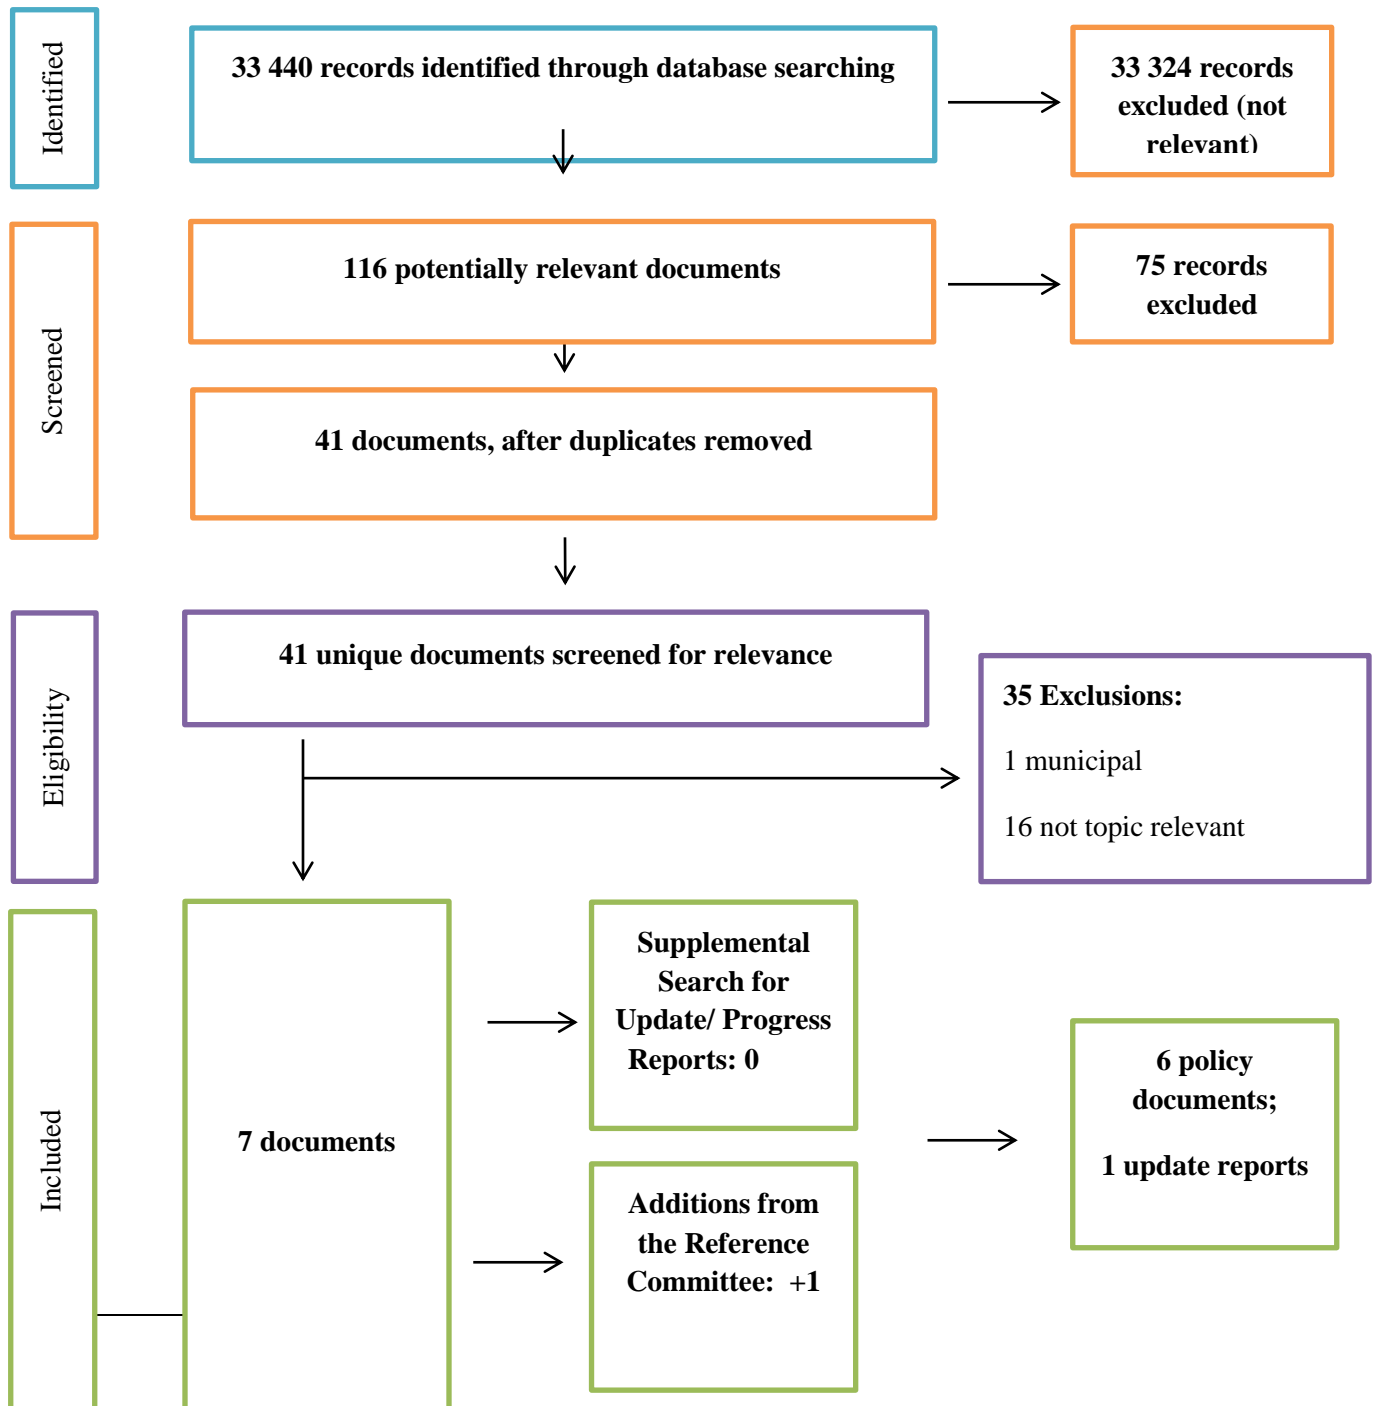 Identified
33 440 records identified through database searching
33 324 records
excluded (not
relevant)
Screened
116 potentially relevant documents
75 records
excluded
41 documents, after duplicates removed
Eligibility
41 unique documents screened for relevance
35 Exclusions:
1 municipal
16 not topic relevant
Included
7 documents
Supplemental
Search for
Update/ Progress
Reports: 0
Additions from
the Reference
Committee:  +1
6 policy
documents;
1 update reports